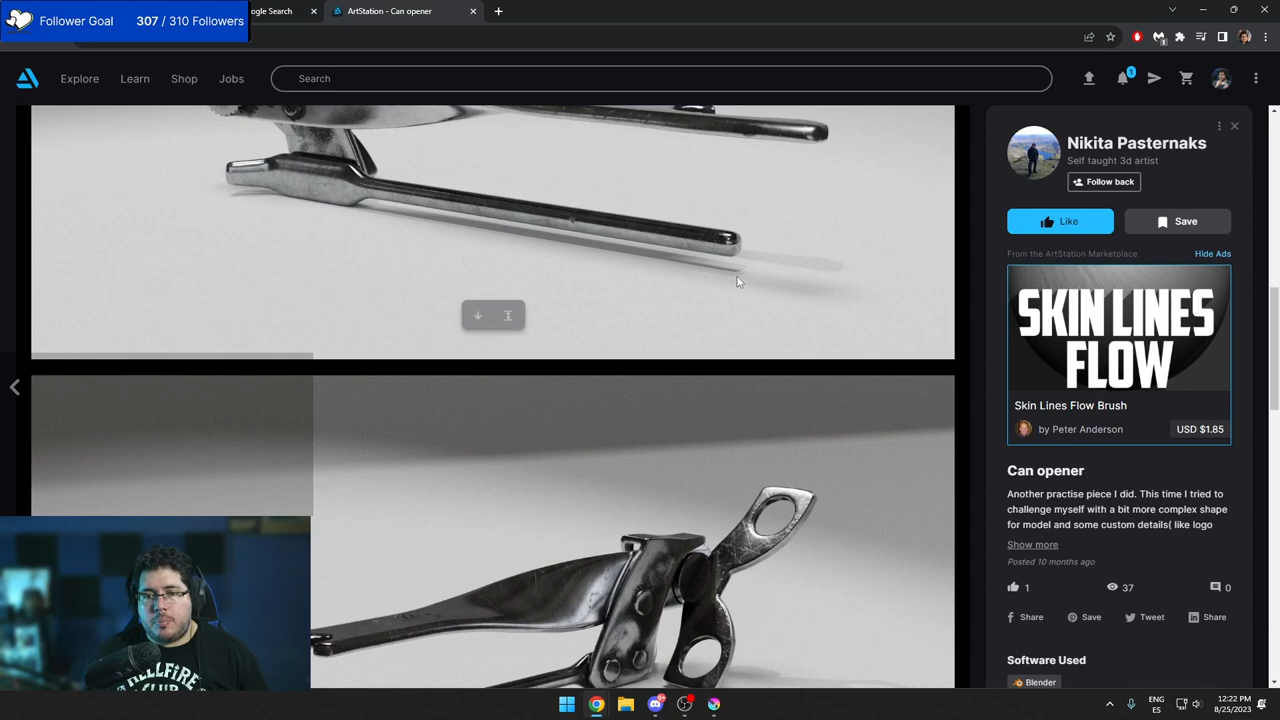 Follower Goal 307 / 310 Followers
ogle Search
ArtStation - Can opener
Explore
Learn
Shop
Jobs
Search
1
Nikita Pasternaks
Self taught 3d artist
Follow back
Like
Save
From the ArtStation Marketplace
Hide Ads
SKIN LINES
FLOW
Skin Lines Flow Brush
by Peter Anderson
USD $1.85
Can opener
Another practise piece I did. This time I tried to
challenge myself with a bit more complex shape
for model and some custom details( like logo
Show more
Posted 10 months ago
1
37
0
Share
Save
Tweet
Share
Software Used
Blender
HELLFIRE
CLUB
ENG
ES
12:22 PM
8/25/2023